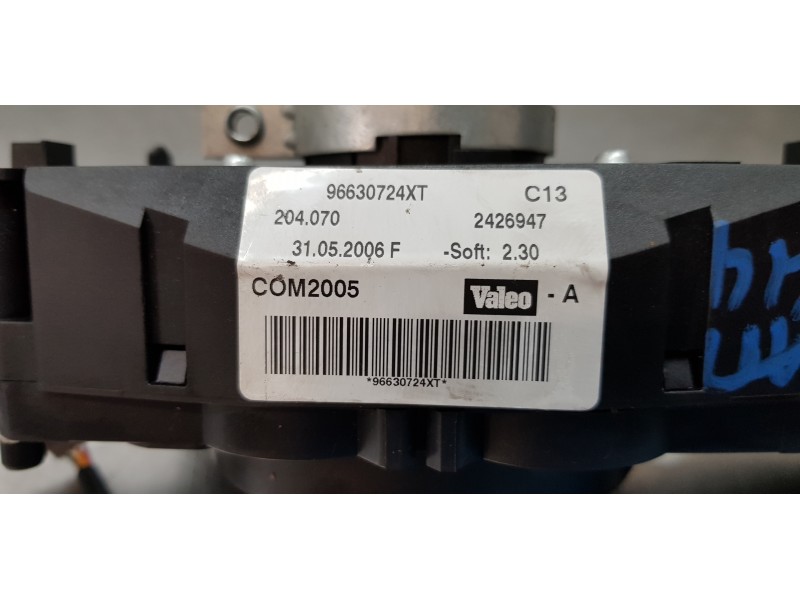 96630724XT C13
204.070 2426947
31.05.2006 F -Soft: 2.30
COM2005 Valeo - A
*96630724XT*